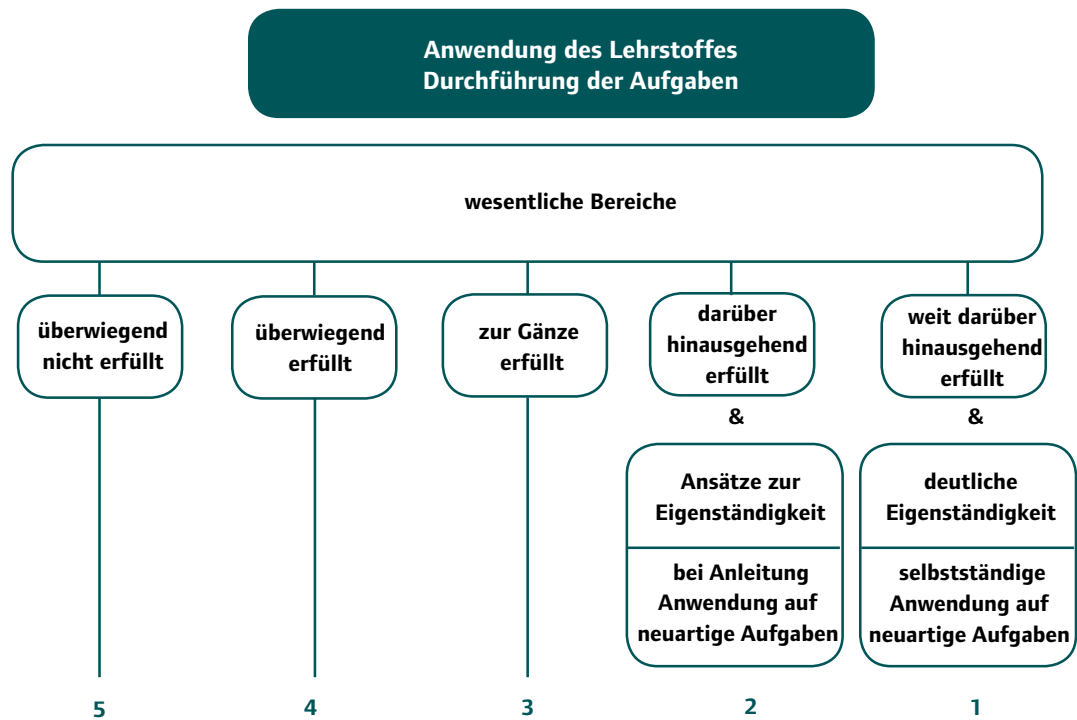 Anwendung des Lehrstoffes
Durchführung der Aufgaben
wesentliche Bereiche
überwiegend
nicht erfüllt
überwiegend
erfüllt
zur Gänze
erfüllt
darüber
hinausgehend
erfüllt
weit darüber
hinausgehend
erfüllt
&
&
Ansätze zur
Eigenständigkeit
deutliche
Eigenständigkeit
bei Anleitung
Anwendung auf
neuartige Aufgaben
selbstständige
Anwendung auf
neuartige Aufgaben
5
4
3
2
1